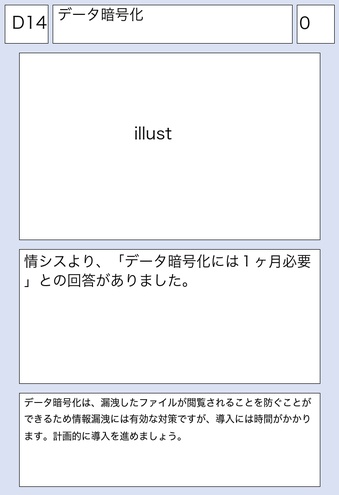 D14
データ暗号化
0
illust
情シスより、「データ暗号化には１ヶ月必要
」との回答がありました。
データ暗号化は、漏洩したファイルが閲覧されることを防ぐことが
できるため情報漏洩には有効な対策ですが、導入には時間がかかり
ます。計画的に導入を進めましょう。